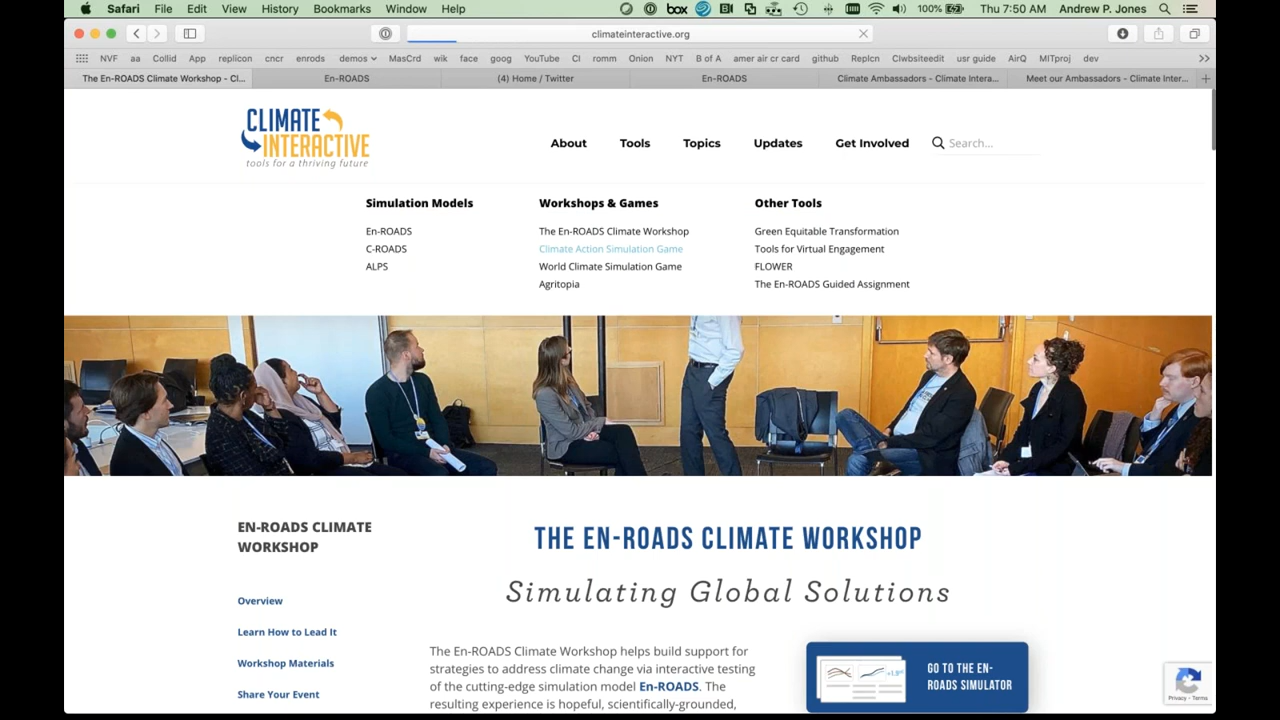 Safari File Edit View History Bookmarks Window Help box 100% Thu 7:50 AM Andrew P. Jones
climateinteractive.org
NVF aa Collid App replicon cncr enrods demos MasCrd wik face goog YouTube CI romm Onion NYT B of A amer air cr card github Replcn CIwbsiteedit usr guide AirQ MITproj dev
The En-ROADS Climate Workshop - Cl... En-ROADS (4) Home / Twitter En-ROADS Climate Ambassadors - Climate Intera... Meet our Ambassadors - Climate Inter...
CLIMATE
INTERACTIVE
tools for a thriving future
About Tools Topics Updates Get Involved Search...
Simulation Models Workshops & Games Other Tools
En-ROADS The En-ROADS Climate Workshop Green Equitable Transformation
C-ROADS Climate Action Simulation Game Tools for Virtual Engagement
ALPS World Climate Simulation Game FLOWER
Agritopia The En-ROADS Guided Assignment
EN-ROADS CLIMATE
WORKSHOP
Overview
Learn How to Lead It
Workshop Materials
Share Your Event
THE EN-ROADS CLIMATE WORKSHOP
Simulating Global Solutions
The En-ROADS Climate Workshop helps build support for
strategies to address climate change via interactive testing
of the cutting-edge simulation model En-ROADS. The
resulting experience is hopeful, scientifically-grounded,
+1.8°
GO TO THE EN-
ROADS SIMULATOR
Privacy - Terms